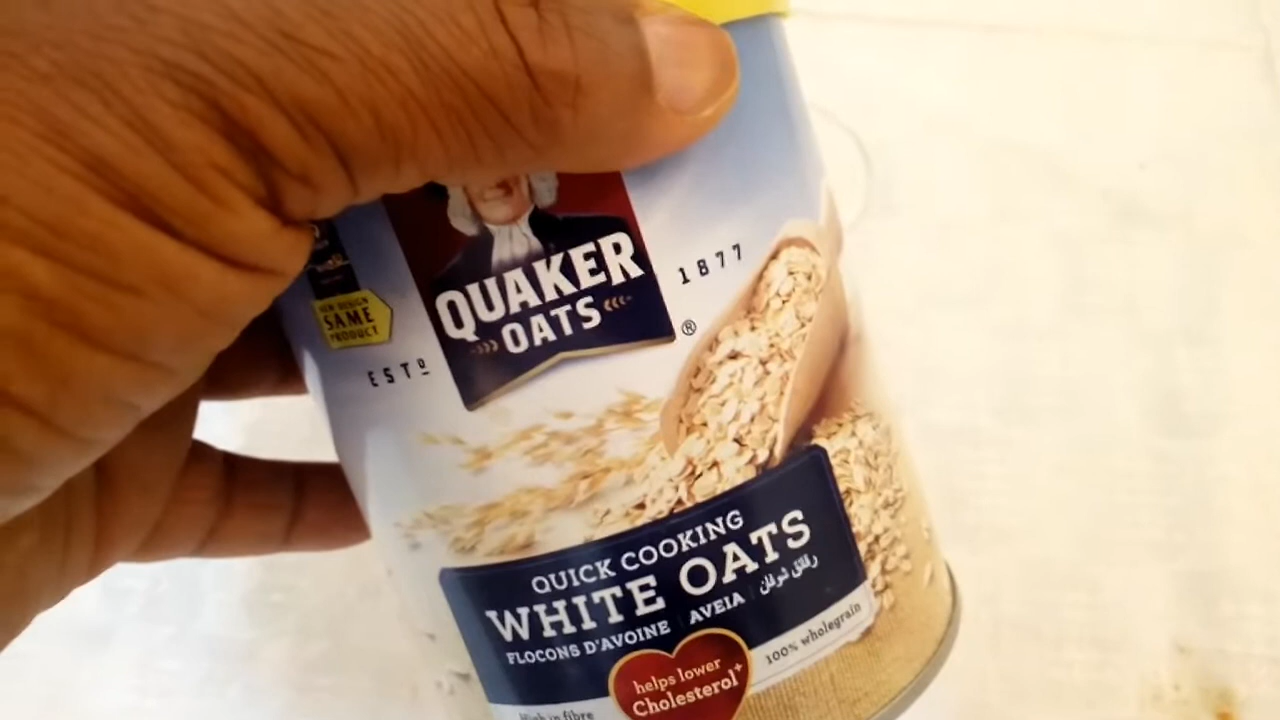 QUAKER
OATS
ESTD
1877
®
NEW DESIGN
SAME
PRODUCT
QUICK COOKING
WHITE OATS
FLOCONS D'AVOINE | AVEIA | رقائق شوفان
100% wholegrain
helps lower
Cholesterol+
High in fibre